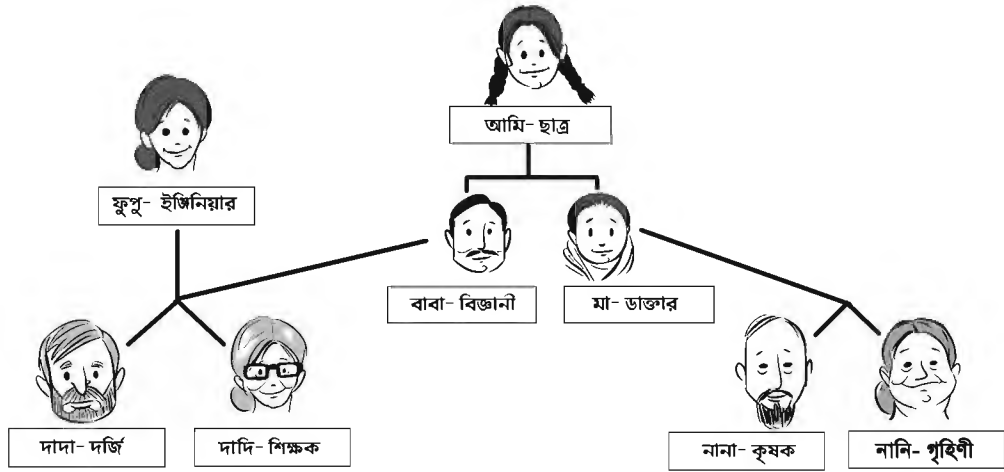 আমি- ছাত্র
ফুপু- ইঞ্জিনিয়ার
বাবা- বিজ্ঞানী
মা- ডাক্তার
দাদা- দর্জি
দাদি- শিক্ষক
নানা- কৃষক
নানি- গৃহিণী